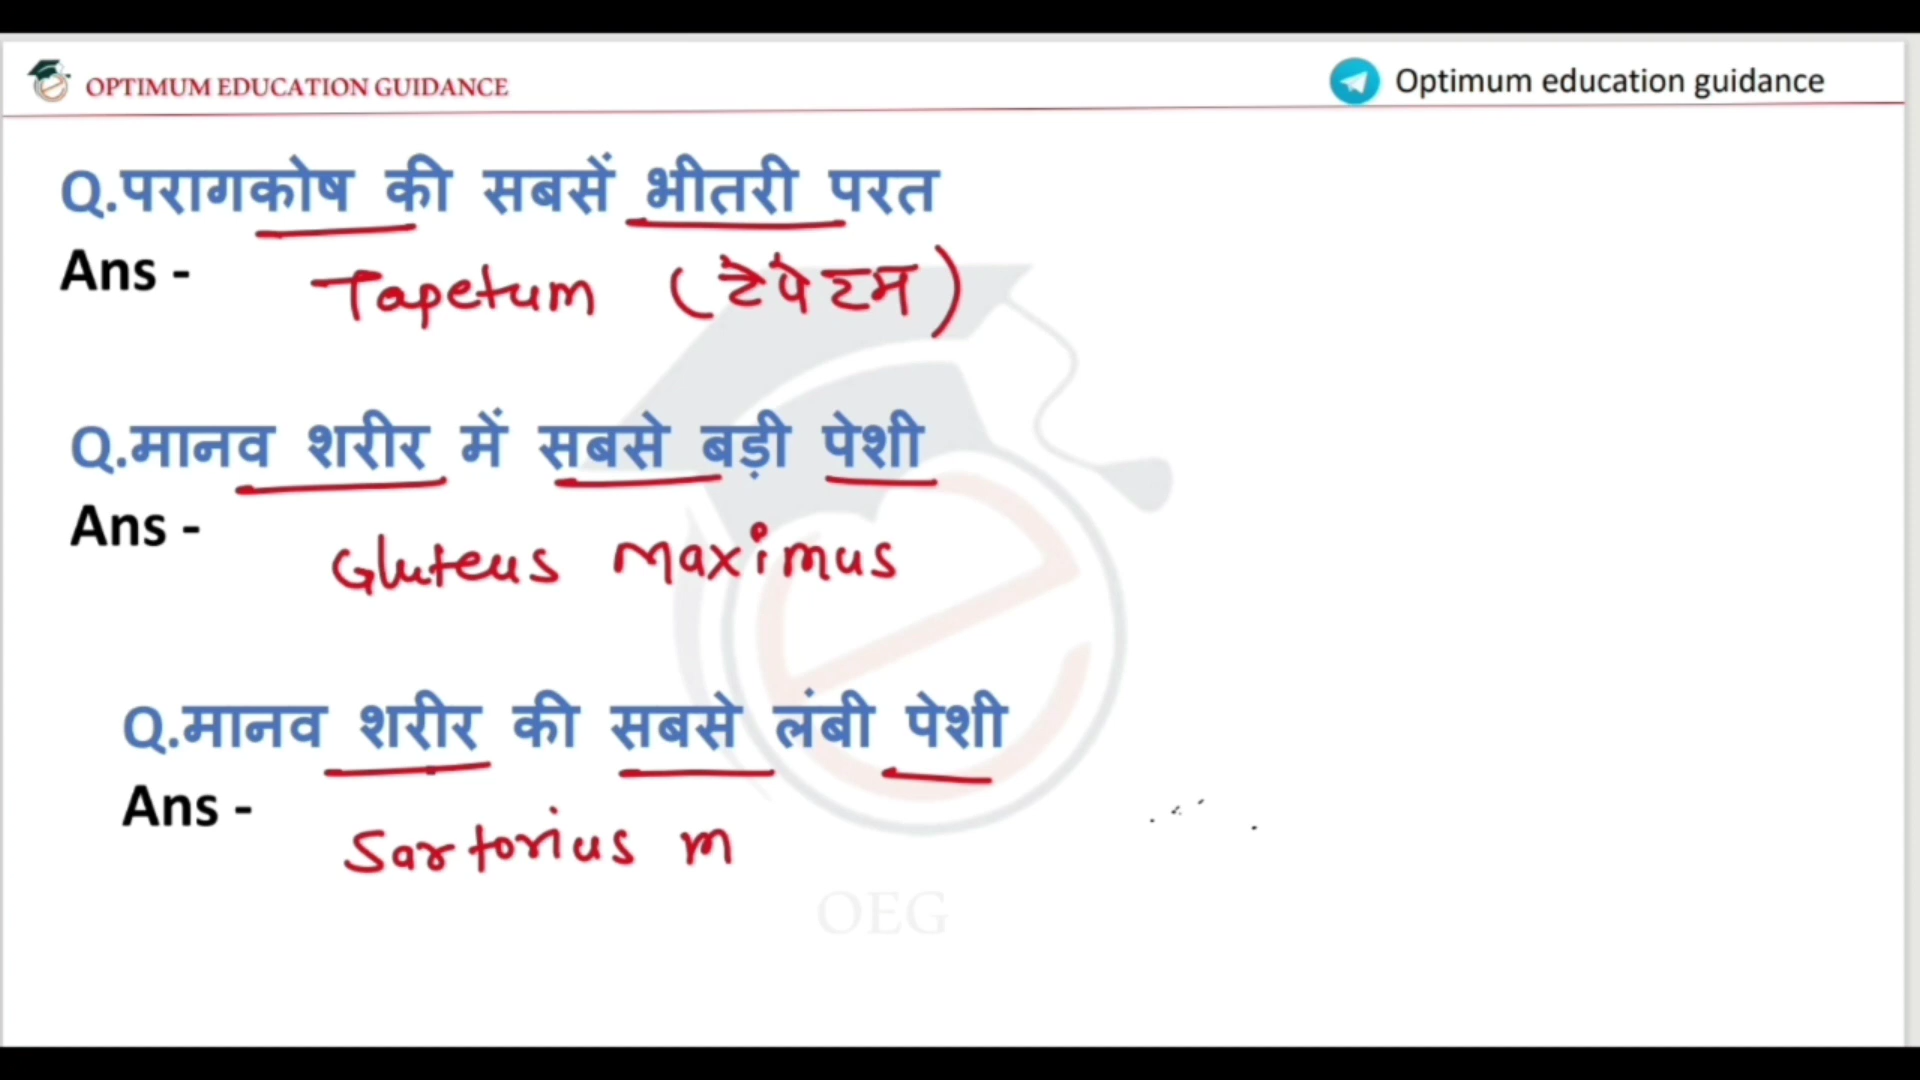 OPTIMUM EDUCATION GUIDANCE
Optimum education guidance
Q.परागकोष की सबसें भीतरी परत
Ans -
Tapetum (टेपेटम)
Q.मानव शरीर में सबसे बड़ी पेशी
Ans -
Gluteus Maximus
Q.मानव शरीर की सबसे लंबी पेशी
Ans -
Sartorius m
OEG